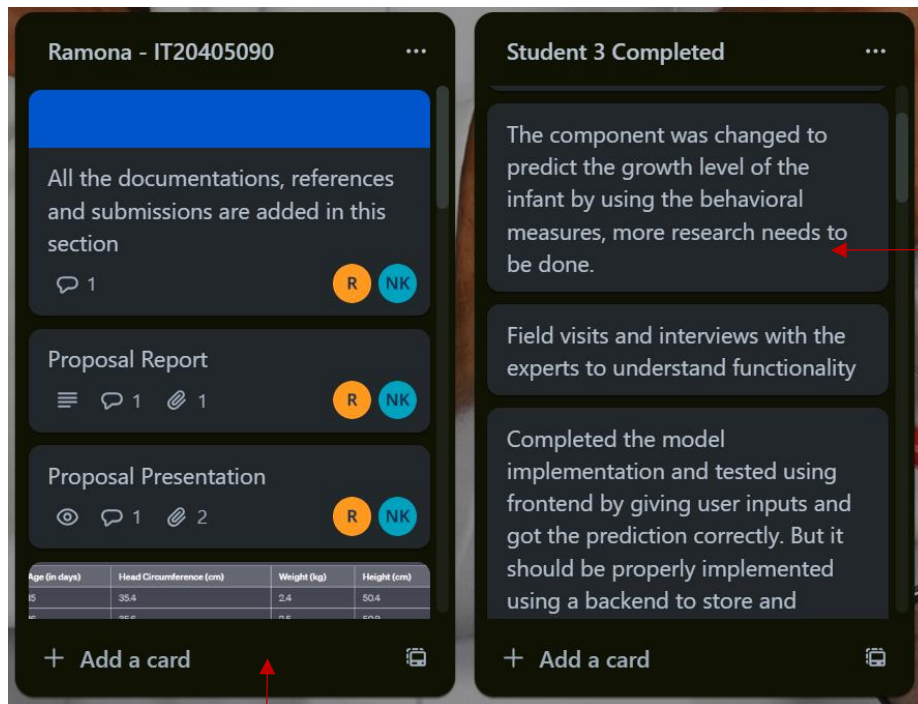 Ramona - IT20405090
All the documentations, references
and submissions are added in this
section
1
R NK
Proposal Report
1 1
R NK
Proposal Presentation
1 2
R NK
Age (in days) Head Circumference (cm) Weight (kg) Height (cm)
35.4 2.4 50.4
+ Add a card
Student 3 Completed
The component was changed to
predict the growth level of the
infant by using the behavioral
measures, more research needs to
be done.
Field visits and interviews with the
experts to understand functionality
Completed the model
implementation and tested using
frontend by giving user inputs and
got the prediction correctly. But it
should be properly implemented
using a backend to store and
+ Add a card